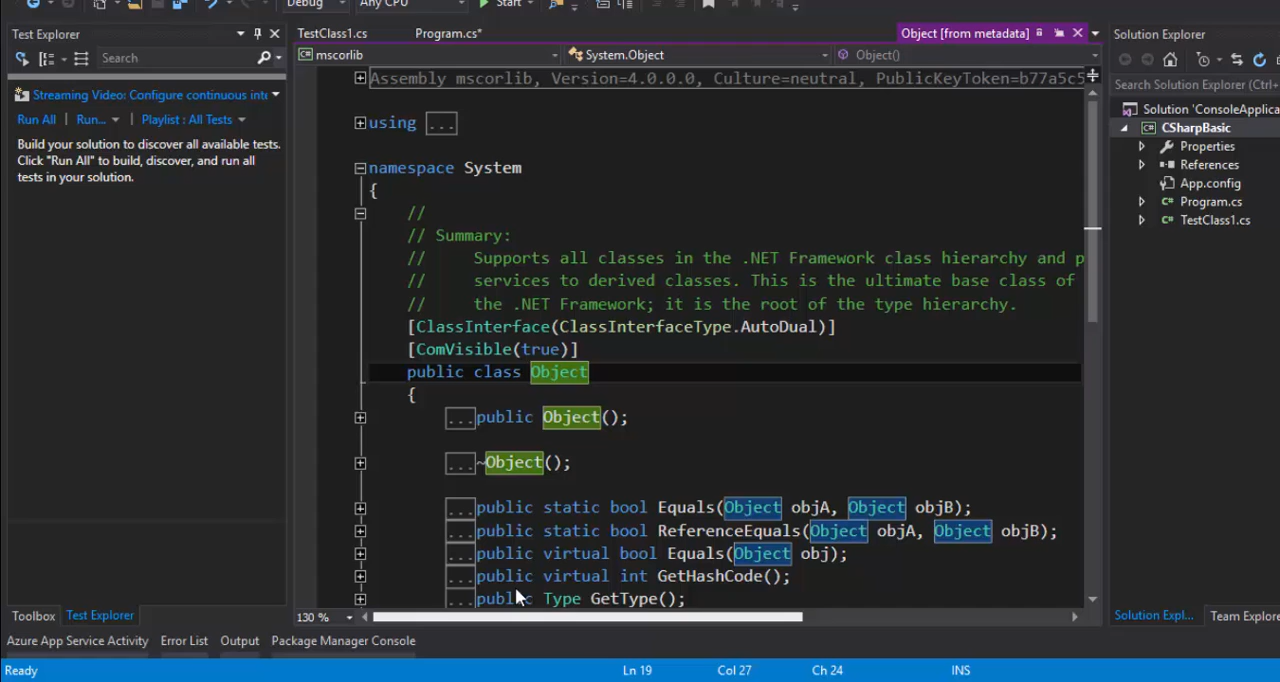 Debug Any CPU Start
Test Explorer
Search
Streaming Video: Configure continuous inte
Run All | Run... | Playlist : All Tests
Build your solution to discover all available tests.
Click "Run All" to build, discover, and run all
tests in your solution.
Toolbox Test Explorer
TestClass1.cs Program.cs* Object [from metadata]
mscorlib System.Object Object()
Assembly mscorlib, Version=4.0.0.0, Culture=neutral, PublicKeyToken=b77a5c5
using ...
namespace System
{
//
// Summary:
// Supports all classes in the .NET Framework class hierarchy and p
// services to derived classes. This is the ultimate base class of
// the .NET Framework; it is the root of the type hierarchy.
[ClassInterface(ClassInterfaceType.AutoDual)]
[ComVisible(true)]
public class Object
{
...public Object();
...~Object();
...public static bool Equals(Object objA, Object objB);
...public static bool ReferenceEquals(Object objA, Object objB);
...public virtual bool Equals(Object obj);
...public virtual int GetHashCode();
...public Type GetType();
130 %
Solution Explorer
Search Solution Explorer (Ctrl+
Solution 'ConsoleApplica
C# CSharpBasic
Properties
References
App.config
C# Program.cs
C# TestClass1.cs
Solution Expl... Team Explore
Azure App Service Activity Error List Output Package Manager Console
Ready Ln 19 Col 27 Ch 24 INS